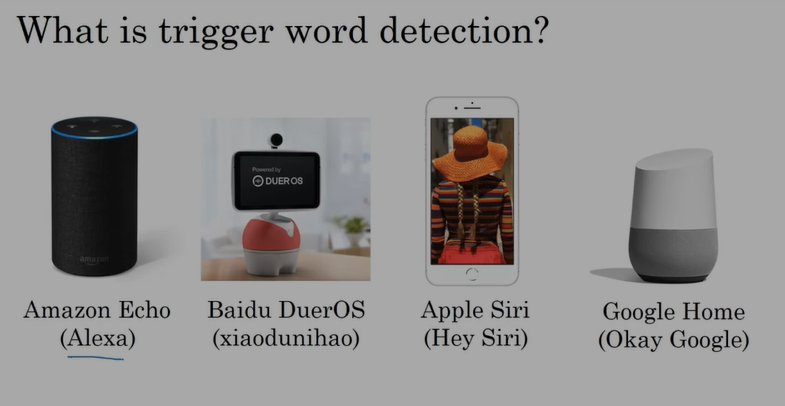 What is trigger word detection?
Powered by
DUER OS
amazon
Amazon Echo
(Alexa)
Baidu DuerOS
(xiaodunihao)
Apple Siri
(Hey Siri)
Google Home
(Okay Google)